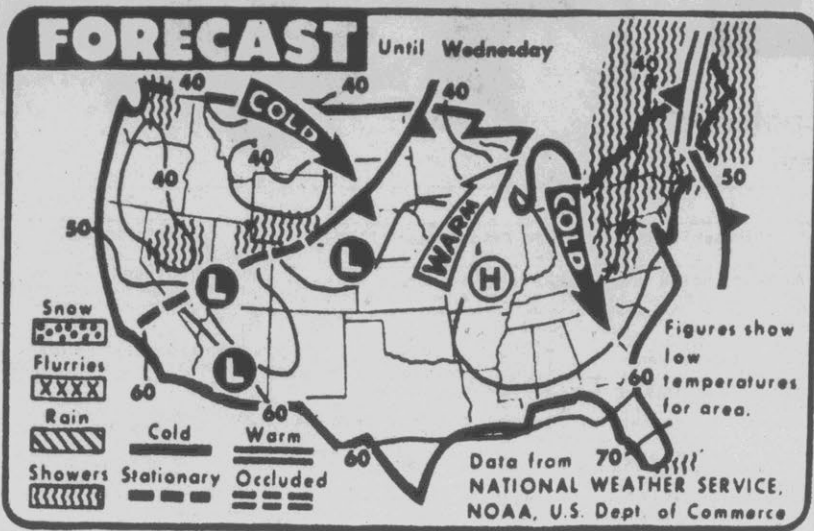 FORECAST Until Wednesday
40 40 40 40
COLD
40 40
50 50
WARM COLD
L L H
L
Snow
Flurries
XXXX
Rain
Showers
Cold Warm
Stationary Occluded
60 60 60 60
70
Figures show
low
temperatures
for area.
Data from
NATIONAL WEATHER SERVICE,
NOAA, U.S. Dept. of Commerce